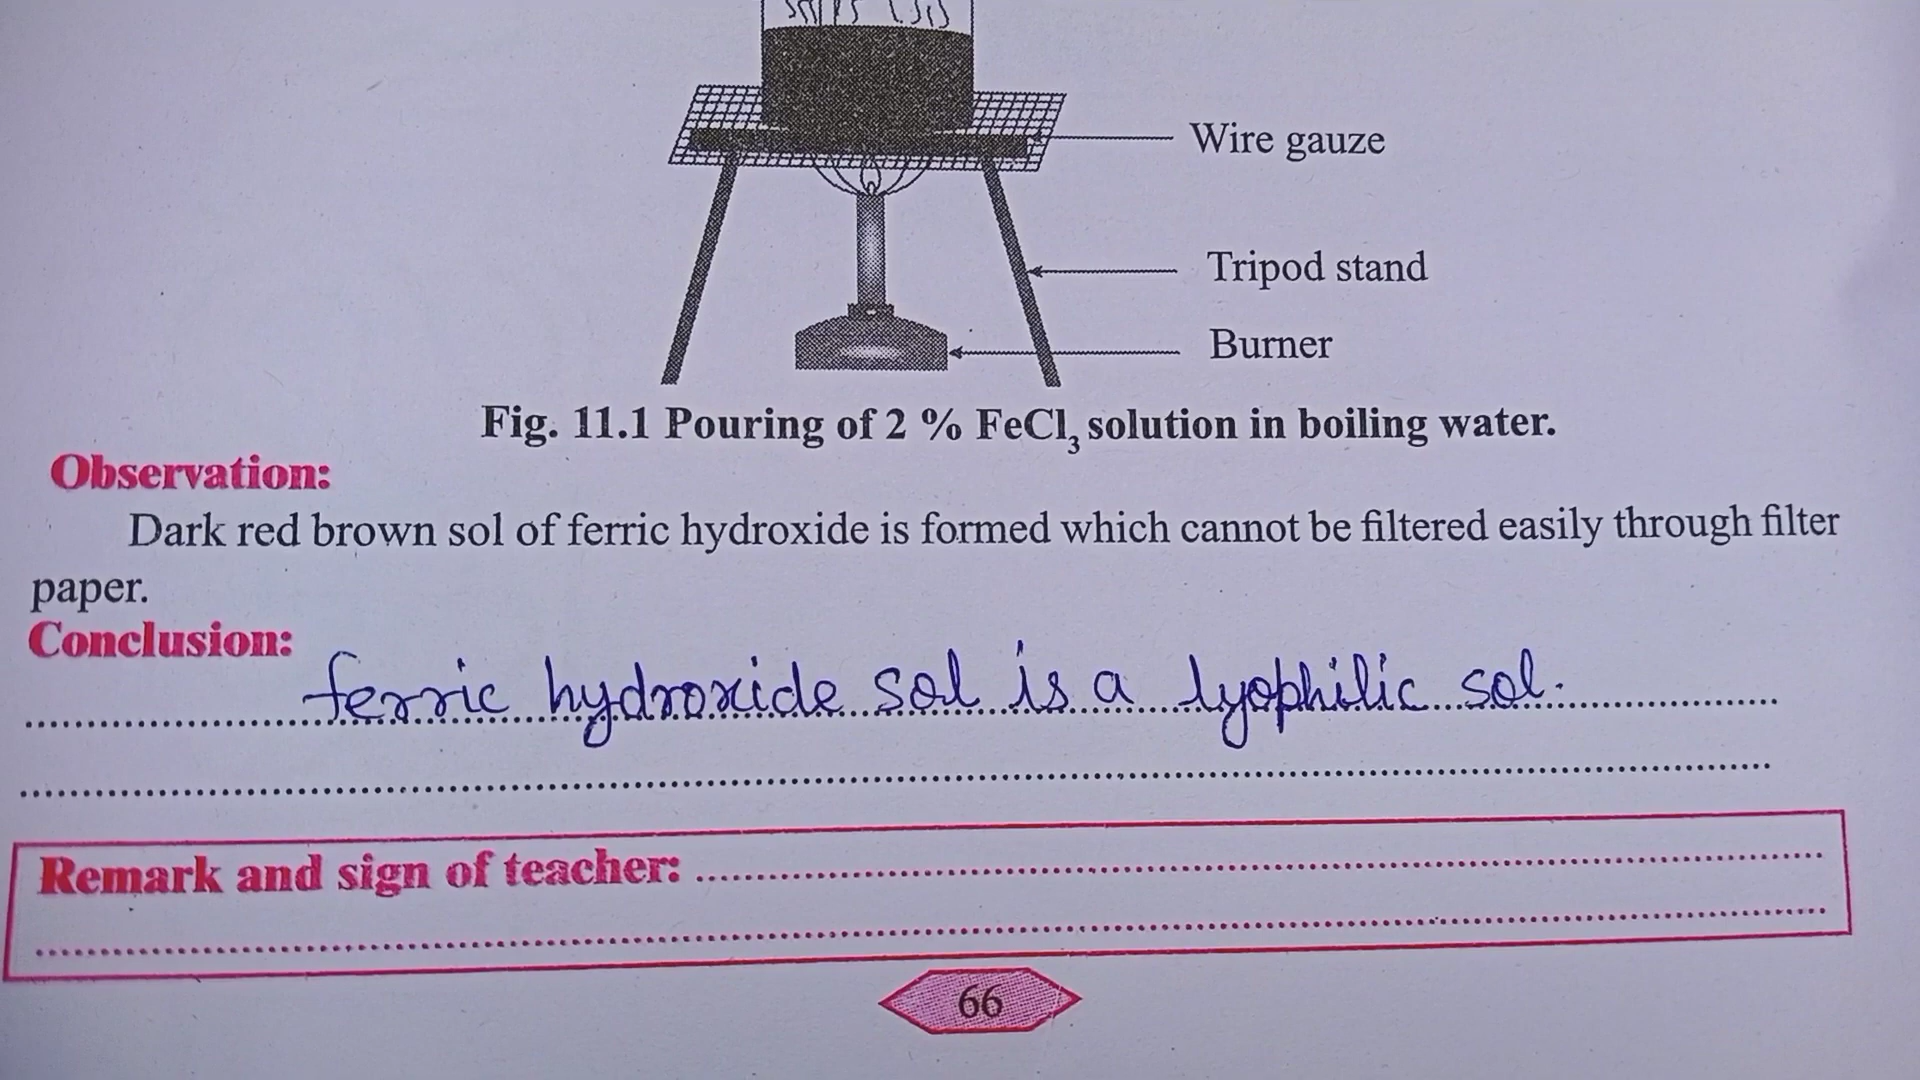 Wire gauze
Tripod stand
Burner
Fig. 11.1 Pouring of 2 % FeCl₃ solution in boiling water.
Observation:
Dark red brown sol of ferric hydroxide is formed which cannot be filtered easily through filter
paper.
Conclusion:
ferric hydroxide sol is a lyophilic sol.
Remark and sign of teacher:
66